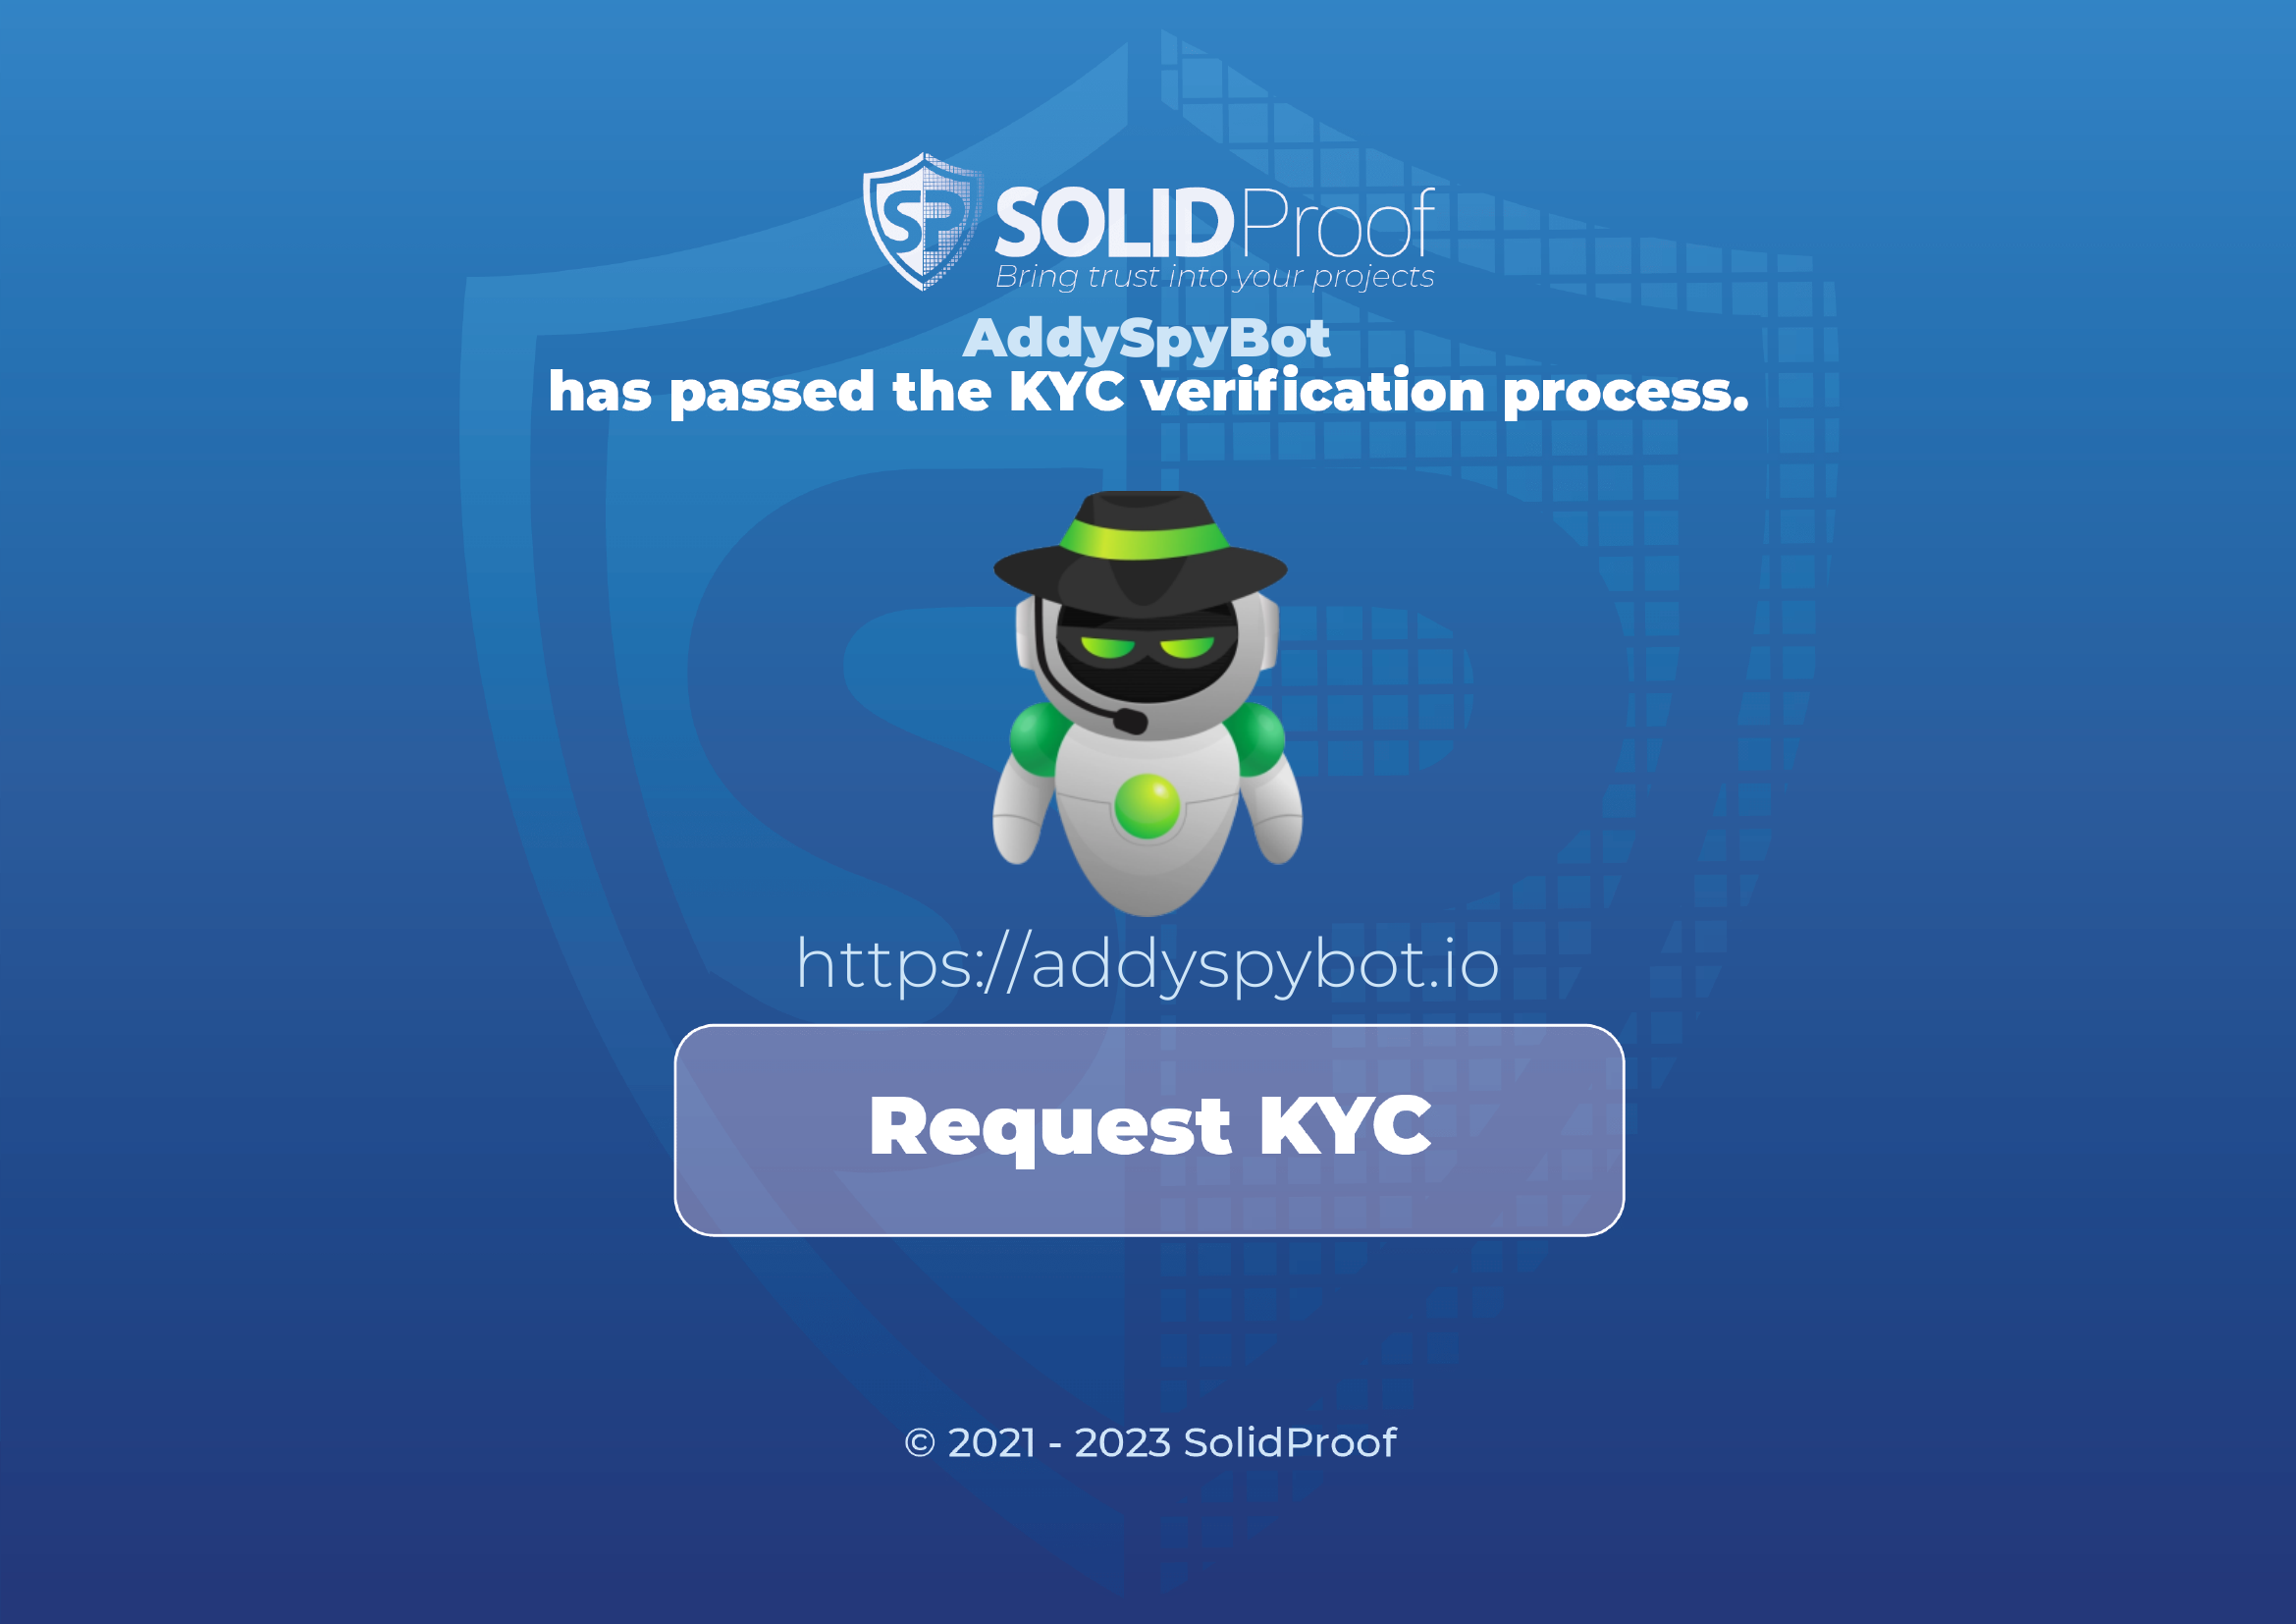 SP SOLIDProof
Bring trust into your projects
AddySpyBot
has passed the KYC verification process.
https://addyspybot.io
Request KYC
© 2021 - 2023 SolidProof